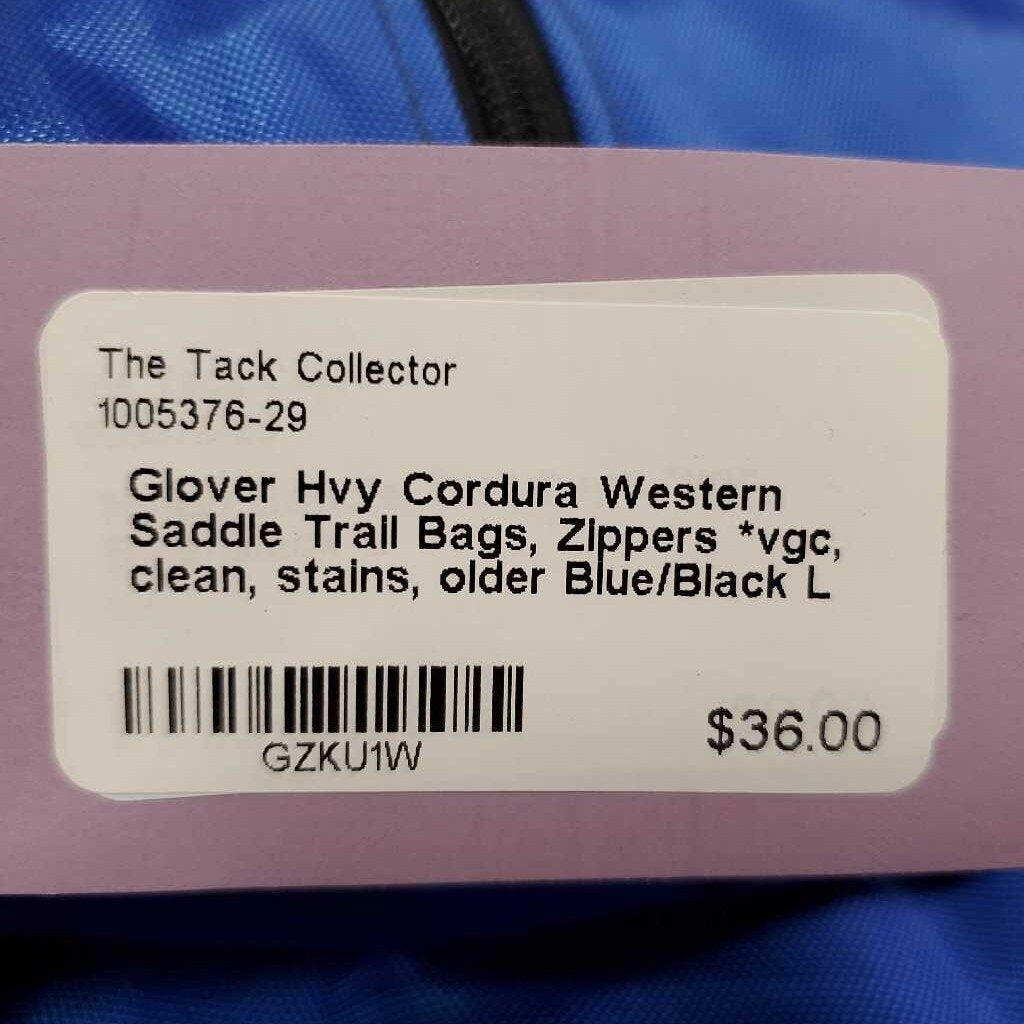 The Tack Collector
1005376-29
Glover Hvy Cordura Western
Saddle Trail Bags, Zippers *vgc,
clean, stains, older Blue/Black L
GZKU1W
$36.00